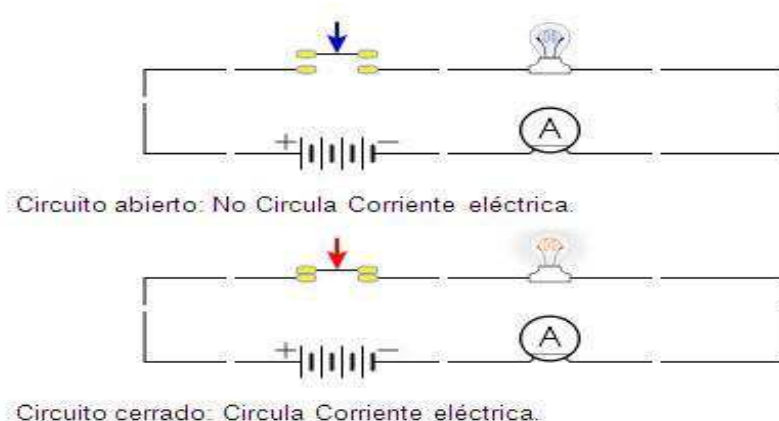 + −
A
Circuito abierto: No Circula Corriente eléctrica.
+ −
A
Circuito cerrado: Circula Corriente eléctrica.